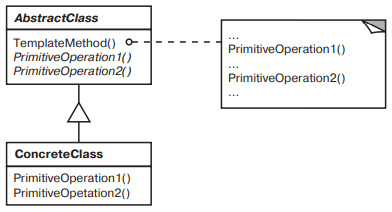 AbstractClass
TemplateMethod()
PrimitiveOperation1()
PrimitiveOperation2()
...
PrimitiveOperation1()
...
PrimitiveOperation2()
...
ConcreteClass
PrimitiveOperation1()
PrimitiveOpetation2()